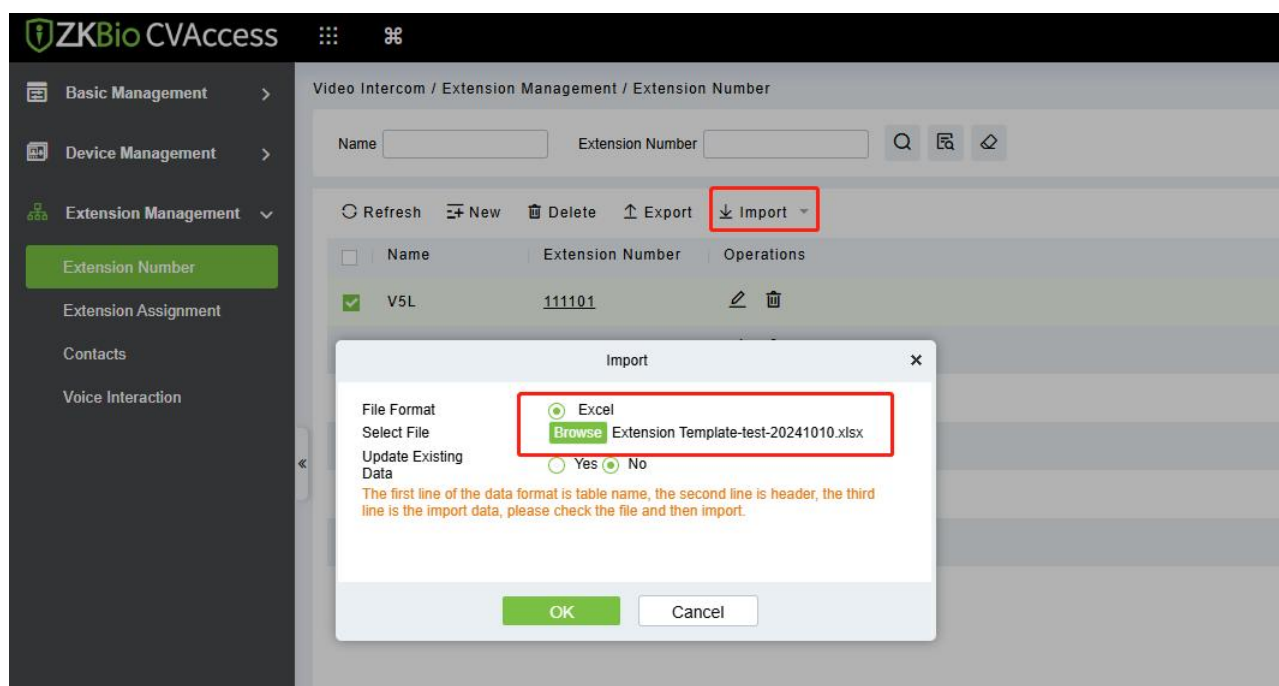 ZKBio CVAccess
Basic Management
Device Management
Extension Management
Extension Number
Extension Assignment
Contacts
Voice Interaction
Video Intercom / Extension Management / Extension Number
Name Extension Number
Refresh New Delete Export Import
Name Extension Number Operations
V5L 111101
Import
File Format Excel
Select File Browse Extension Template-test-20241010.xlsx
Update Existing
Data Yes No
The first line of the data format is table name, the second line is header, the third
line is the import data, please check the file and then import.
OK Cancel